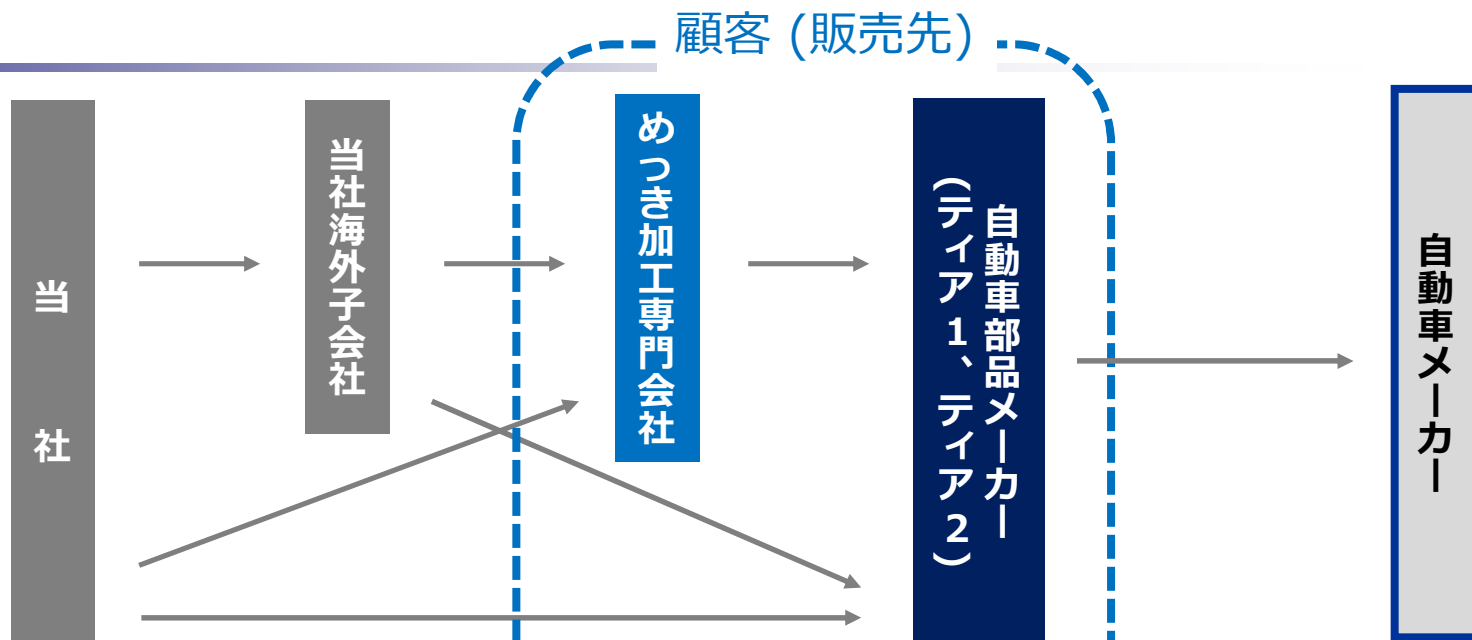 顧客 (販売先)
当社
当社海外子会社
めっき加工専門会社
自動車部品メーカー
(ティア1、ティア2)
自動車メーカー